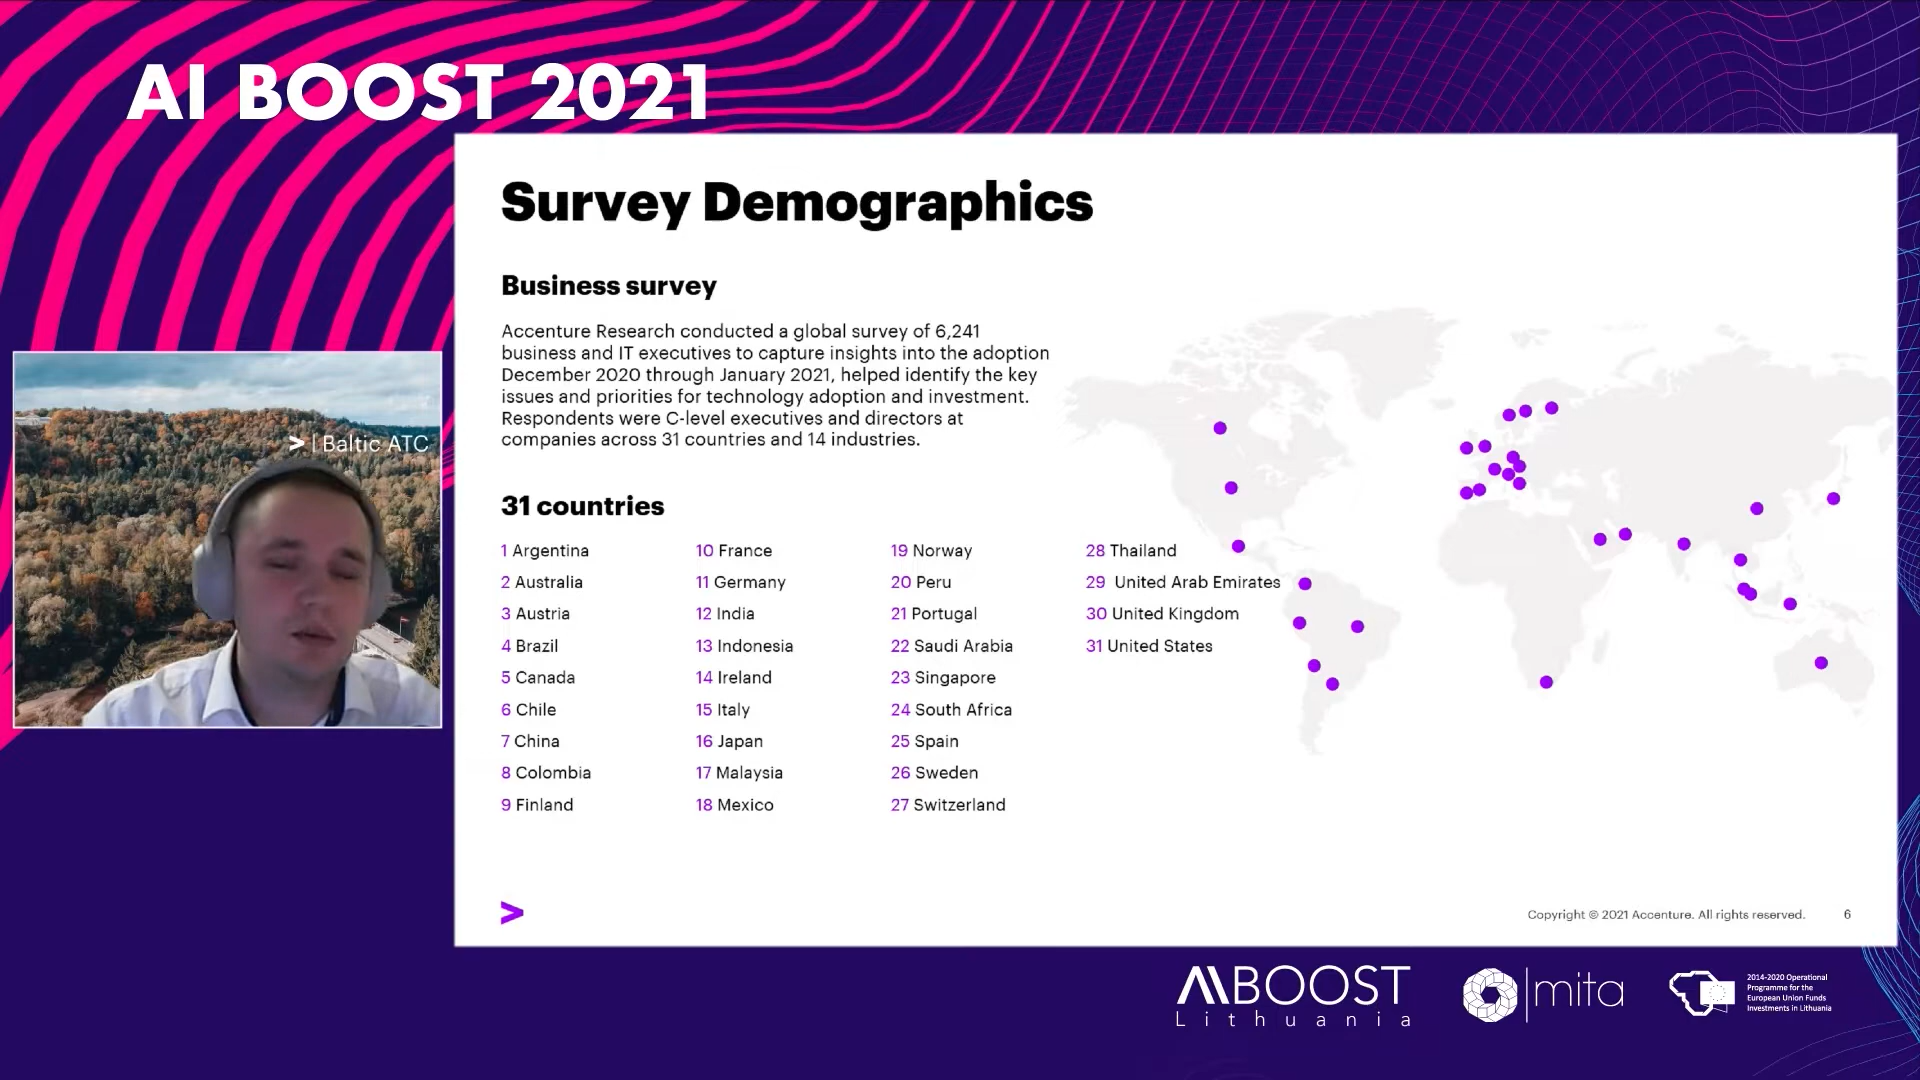 AI BOOST 2021
Survey Demographics
Business survey
Accenture Research conducted a global survey of 6,241
business and IT executives to capture insights into the adoption
December 2020 through January 2021, helped identify the key
issues and priorities for technology adoption and investment.
Respondents were C-level executives and directors at
companies across 31 countries and 14 industries.
> | Baltic ATC
31 countries
1 Argentina
2 Australia
3 Austria
4 Brazil
5 Canada
6 Chile
7 China
8 Colombia
9 Finland
10 France
11 Germany
12 India
13 Indonesia
14 Ireland
15 Italy
16 Japan
17 Malaysia
18 Mexico
19 Norway
20 Peru
21 Portugal
22 Saudi Arabia
23 Singapore
24 South Africa
25 Spain
26 Sweden
27 Switzerland
28 Thailand
29 United Arab Emirates
30 United Kingdom
31 United States
>
Copyright © 2021 Accenture. All rights reserved. 6
AI BOOST
Lithuania
mita
2014-2020 Operational
Programme for the
European Union Funds
Investments in Lithuania